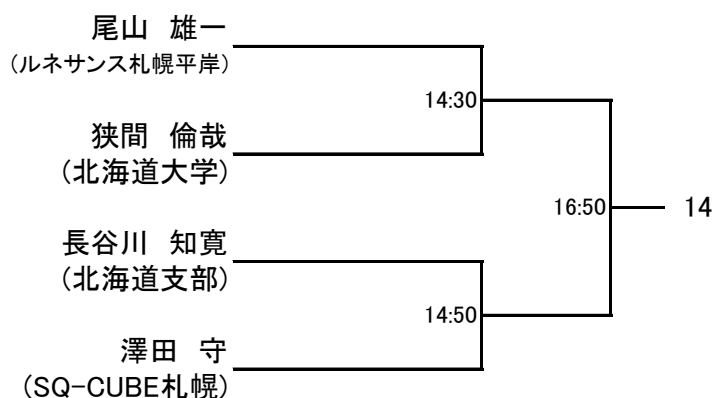 尾山　雄一
(ルネサンス札幌平岸)
14:30
狭間　倫哉
(北海道大学)
16:50
14
長谷川　知寛
(北海道支部)
14:50
澤田　守
(SQ-CUBE札幌)